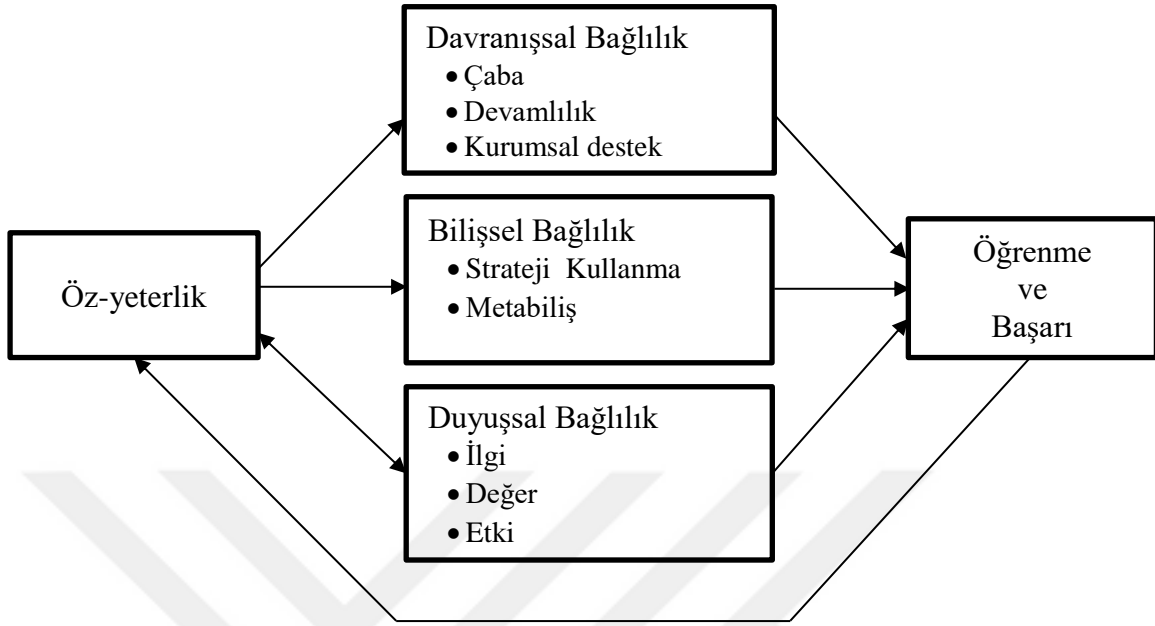 Davranışsal Bağlılık
• Çaba
• Devamlılık
• Kurumsal destek
Öz-yeterlik
Bilişsel Bağlılık
• Strateji Kullanma
• Metabiliş
Duyuşsal Bağlılık
• İlgi
• Değer
• Etki
Öğrenme
ve
Başarı